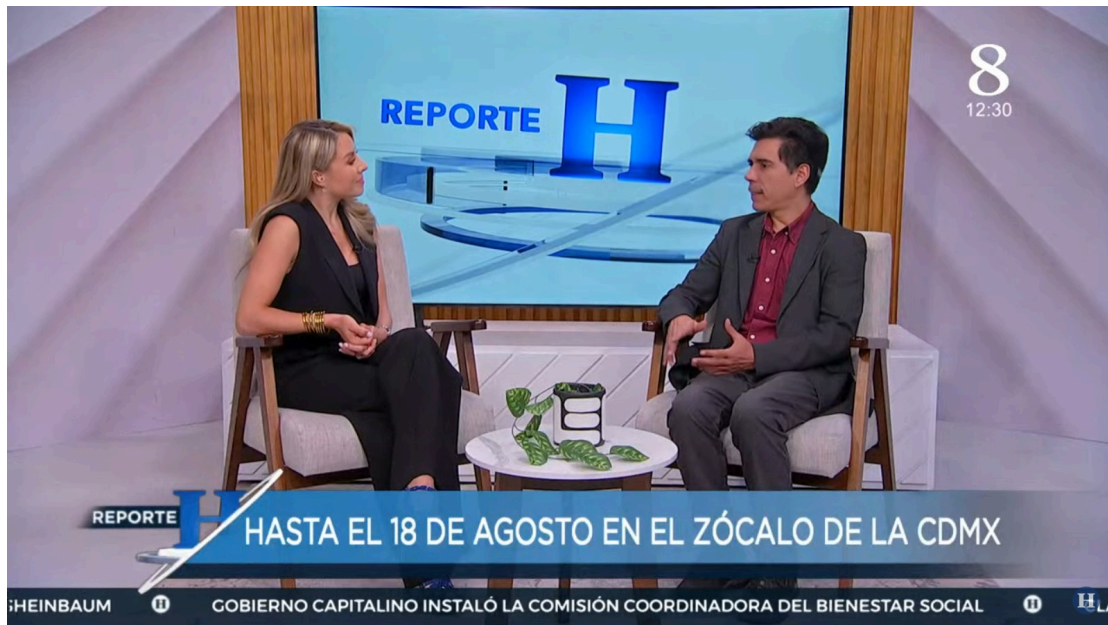 REPORTE H
8
12:30
REPORTE H
HASTA EL 18 DE AGOSTO EN EL ZÓCALO DE LA CDMX
SHEINBAUM H GOBIERNO CAPITALINO INSTALÓ LA COMISIÓN COORDINADORA DEL BIENESTAR SOCIAL H H